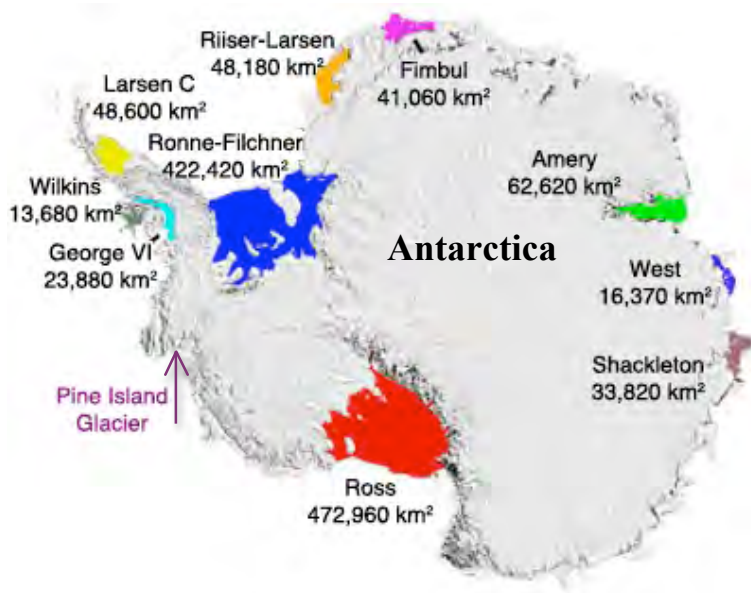 Riiser-Larsen
48,180 km²
Fimbul
41,060 km²
Larsen C
48,600 km²
Ronne-Filchner
422,420 km²
Amery
62,620 km²
Wilkins
13,680 km²
George VI
23,880 km²
Antarctica
West
16,370 km²
Shackleton
33,820 km²
Pine Island
Glacier
Ross
472,960 km²